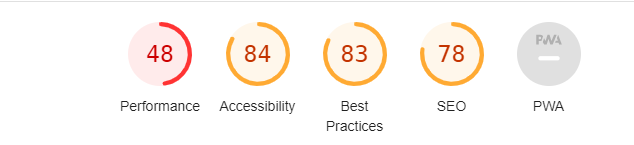 48 84 83 78 PWA
Performance Accessibility Best Practices SEO PWA